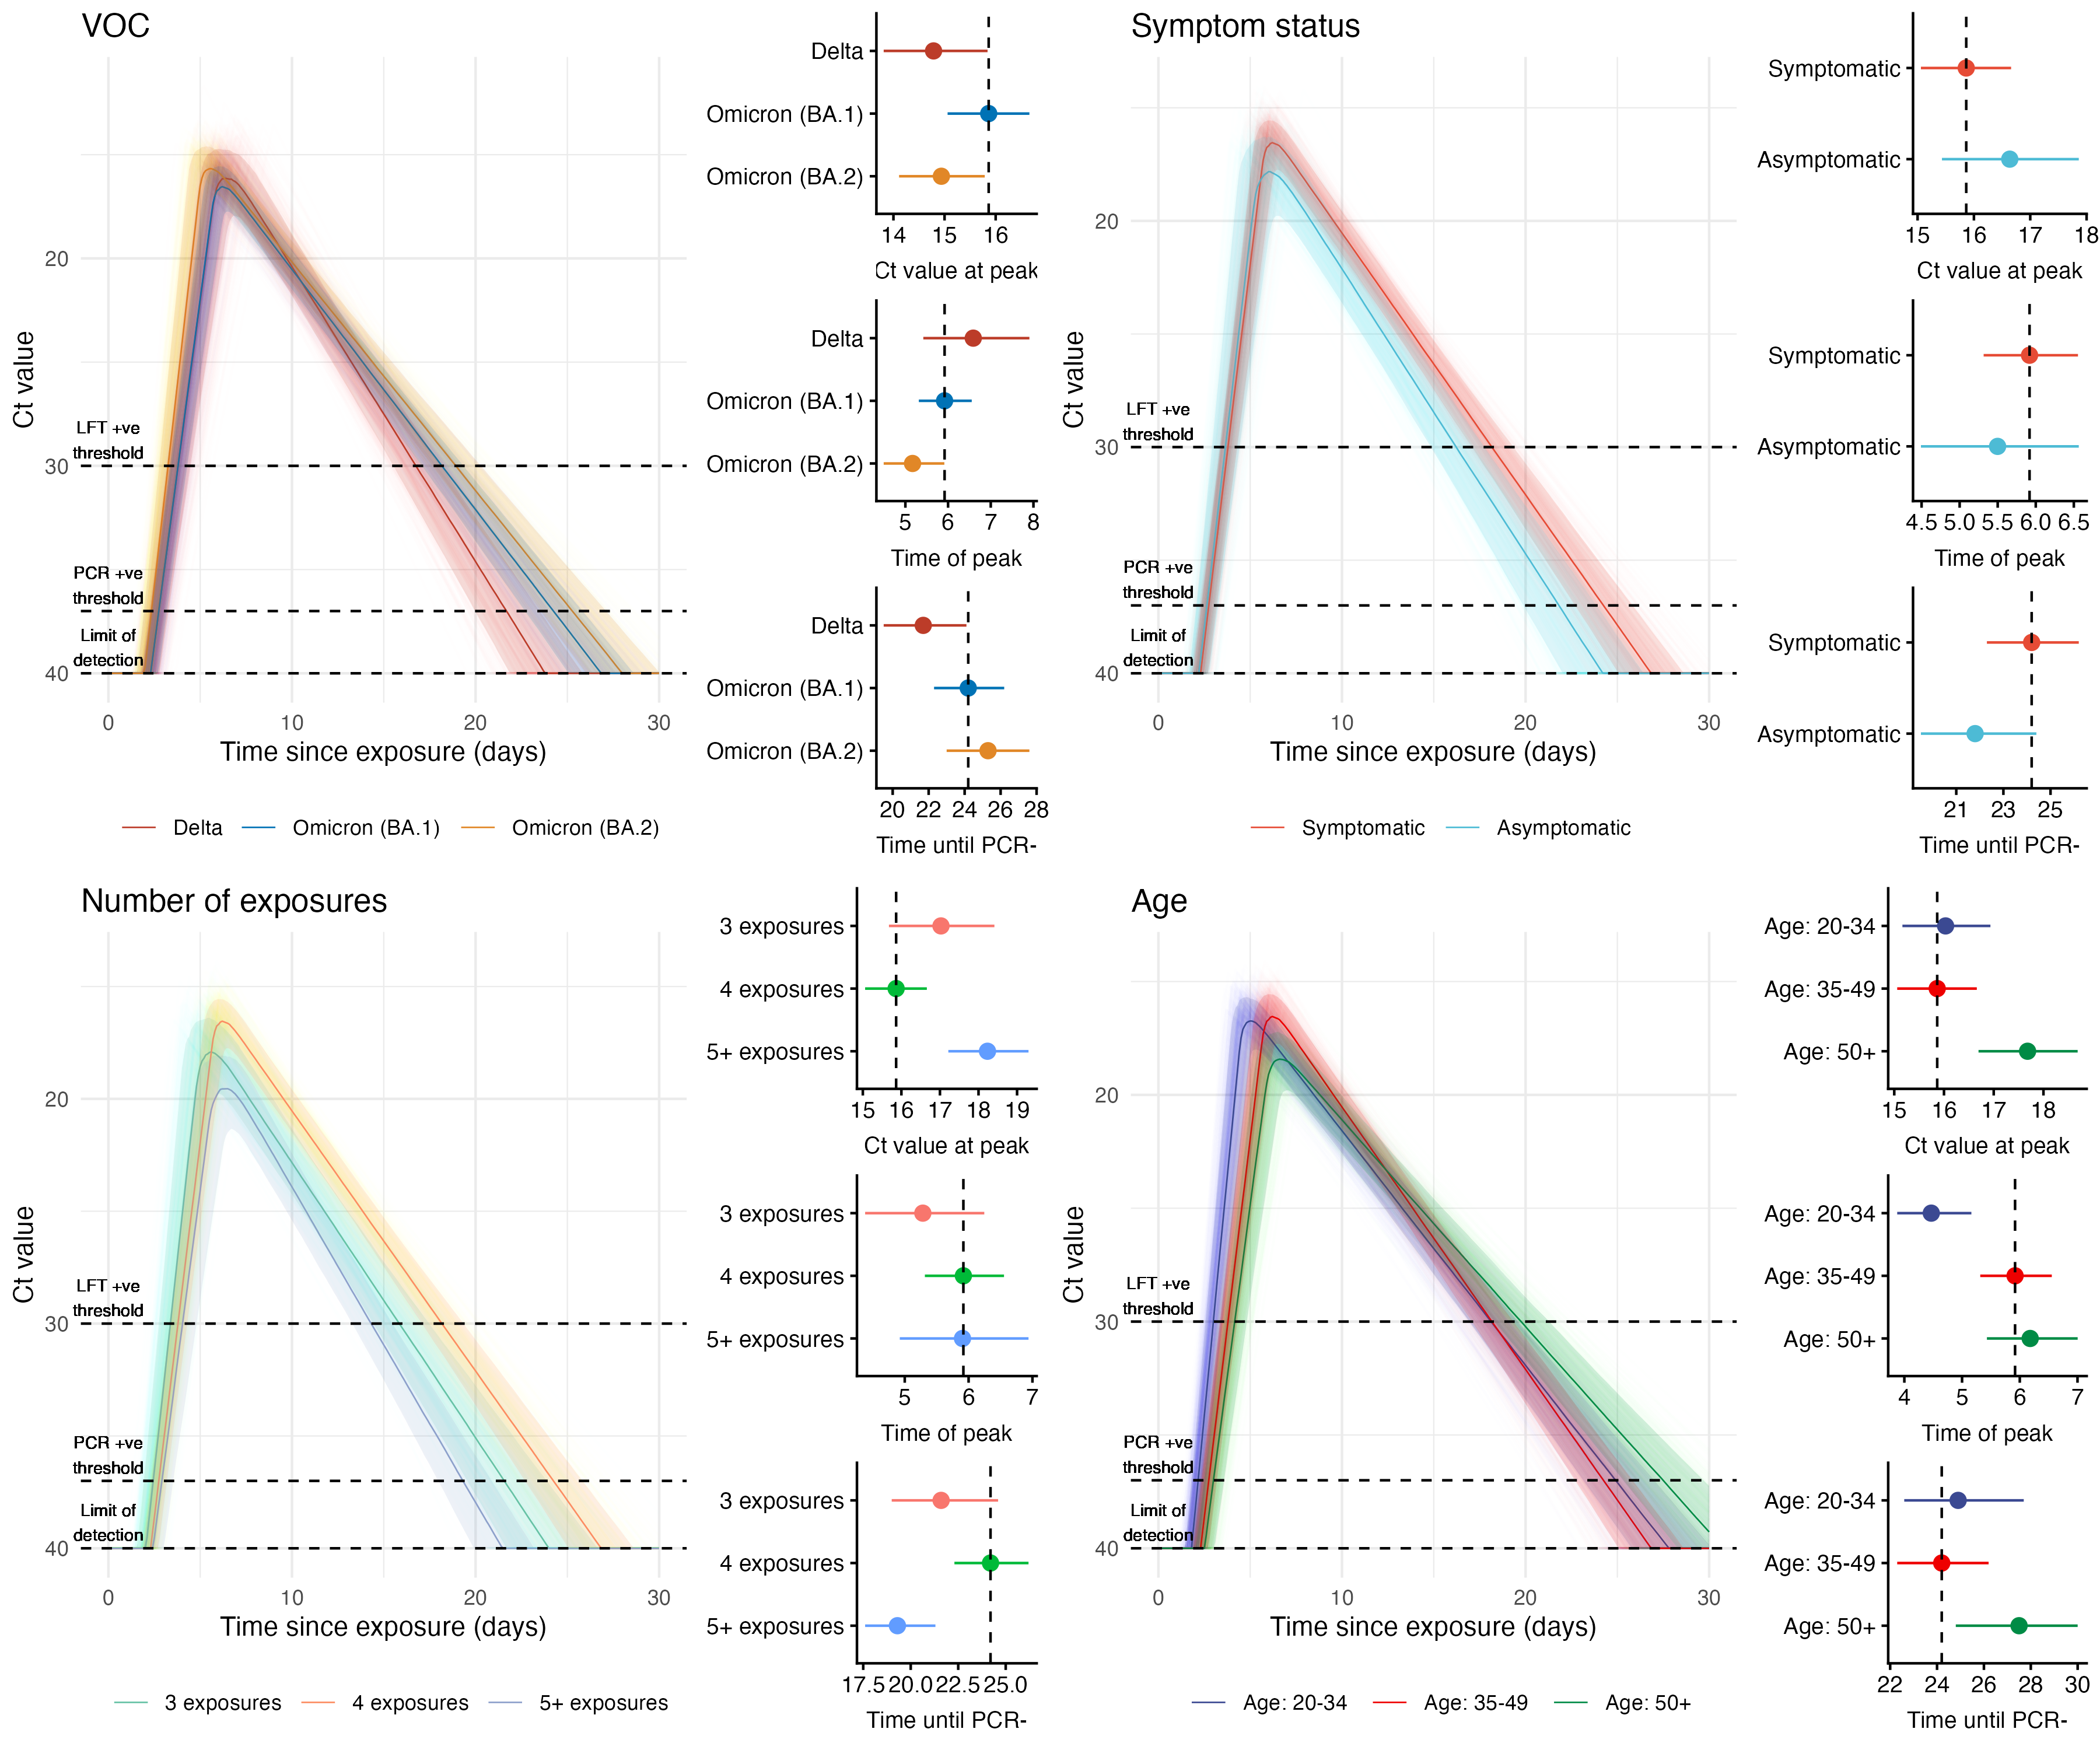 VOC
Ct value
20
30
40
LFT +ve
threshold
PCR +ve
threshold
Limit of
detection
0 10 20 30
Time since exposure (days)
Delta Omicron (BA.1) Omicron (BA.2)
Delta
Omicron (BA.1)
Omicron (BA.2)
14 15 16
Ct value at peak
Delta
Omicron (BA.1)
Omicron (BA.2)
5 6 7 8
Time of peak
Delta
Omicron (BA.1)
Omicron (BA.2)
20 22 24 26 28
Time until PCR-
Symptom status
Ct value
20
30
40
LFT +ve
threshold
PCR +ve
threshold
Limit of
detection
0 10 20 30
Time since exposure (days)
Symptomatic Asymptomatic
Symptomatic
Asymptomatic
15 16 17 18
Ct value at peak
Symptomatic
Asymptomatic
4.5 5.0 5.5 6.0 6.5
Time of peak
Symptomatic
Asymptomatic
21 23 25
Time until PCR-
Number of exposures
Ct value
20
30
40
LFT +ve
threshold
PCR +ve
threshold
Limit of
detection
0 10 20 30
Time since exposure (days)
3 exposures 4 exposures 5+ exposures
3 exposures
4 exposures
5+ exposures
15 16 17 18 19
Ct value at peak
3 exposures
4 exposures
5+ exposures
5 6 7
Time of peak
3 exposures
4 exposures
5+ exposures
17.5 20.0 22.5 25.0
Time until PCR-
Age
Ct value
20
30
40
LFT +ve
threshold
PCR +ve
threshold
Limit of
detection
0 10 20 30
Time since exposure (days)
Age: 20-34 Age: 35-49 Age: 50+
Age: 20-34
Age: 35-49
Age: 50+
15 16 17 18
Ct value at peak
Age: 20-34
Age: 35-49
Age: 50+
4 5 6 7
Time of peak
Age: 20-34
Age: 35-49
Age: 50+
22 24 26 28 30
Time until PCR-